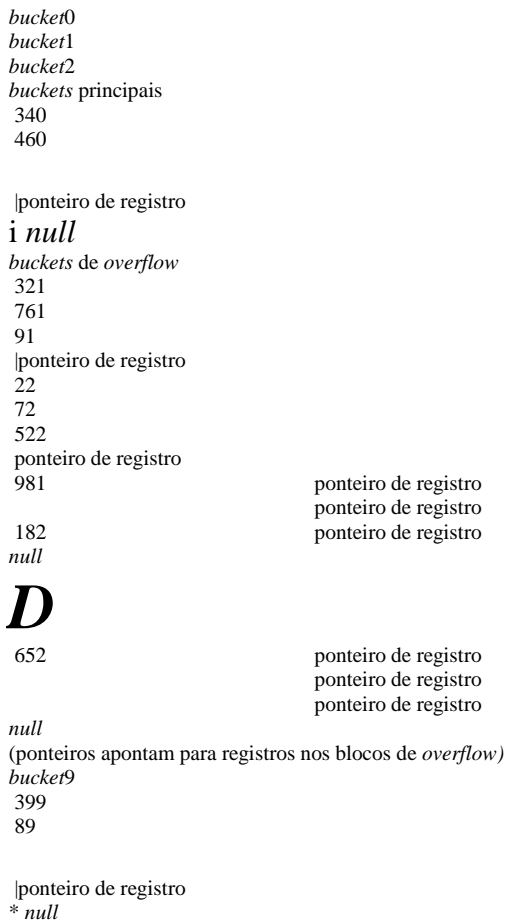 bucket0
bucket1
bucket2
buckets principais
340
460
|ponteiro de registro
i null
buckets de overflow
321
761
91
|ponteiro de registro
22
72
522
ponteiro de registro
981 ponteiro de registro
ponteiro de registro
182 ponteiro de registro
null
D
652 ponteiro de registro
ponteiro de registro
ponteiro de registro
null
(ponteiros apontam para registros nos blocos de overflow)
bucket9
399
89
|ponteiro de registro
* null